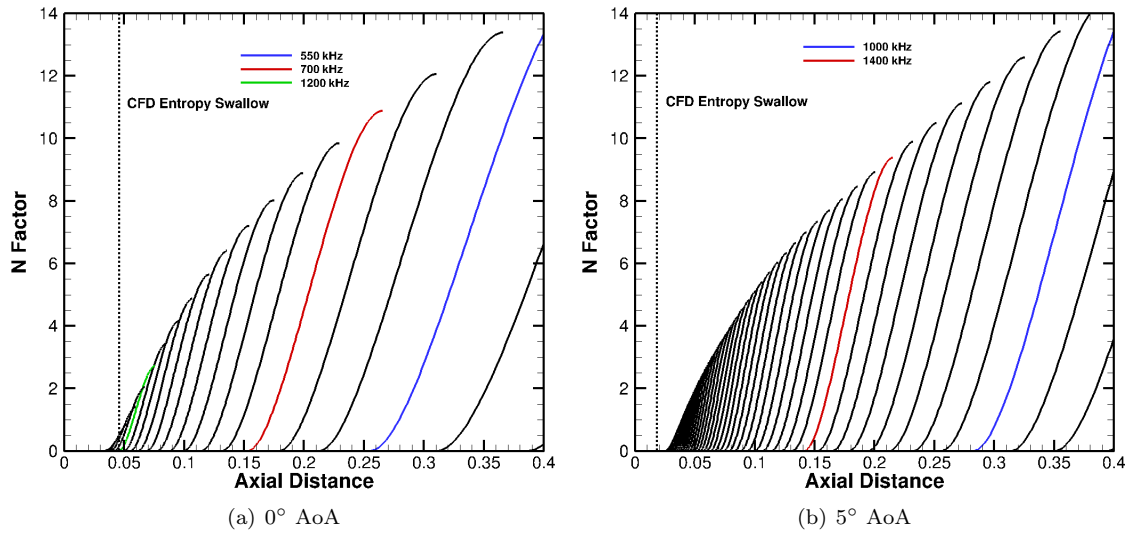 14
12
10
8
6
4
2
0
N Factor
550 kHz
700 kHz
1200 kHz
CFD Entropy Swallow
0 0.05 0.1 0.15 0.2 0.25 0.3 0.35 0.4
Axial Distance
(a) 0° AoA
14
12
10
8
6
4
2
0
N Factor
1000 kHz
1400 kHz
CFD Entropy Swallow
0 0.05 0.1 0.15 0.2 0.25 0.3 0.35 0.4
Axial Distance
(b) 5° AoA